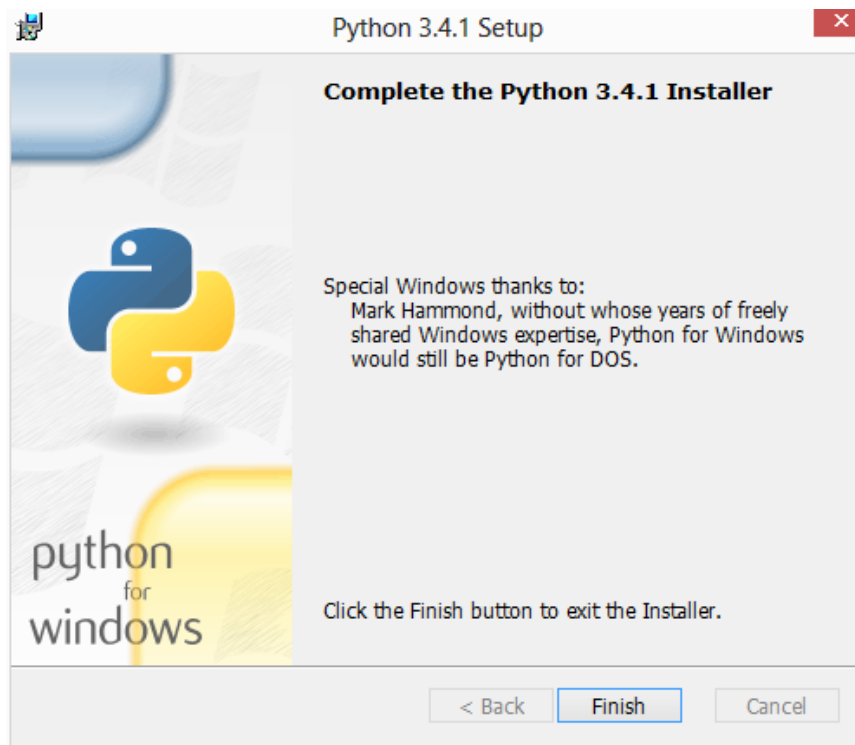 Python 3.4.1 Setup
Complete the Python 3.4.1 Installer
Special Windows thanks to:
Mark Hammond, without whose years of freely
shared Windows expertise, Python for Windows
would still be Python for DOS.
python
for
windows
Click the Finish button to exit the Installer.
< Back
Finish
Cancel